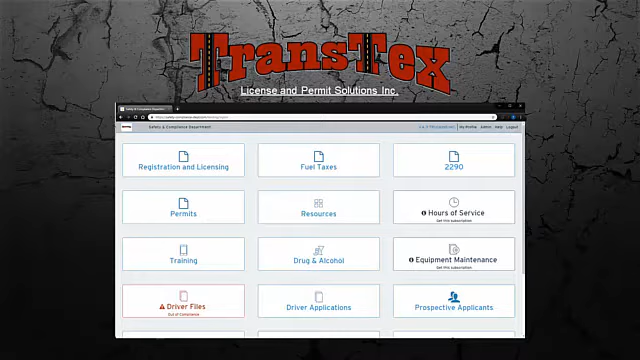 TransTex
License and Permit Solutions Inc.
Safety & Compliance Department
My Profile Admin Help Logout
Registration and Licensing
Fuel Taxes
2290
Permits
Resources
Hours of Service
Get this subscription
Training
Drug & Alcohol
Equipment Maintenance
Get this subscription
Driver Files
Out of Compliance
Driver Applications
Prospective Applicants